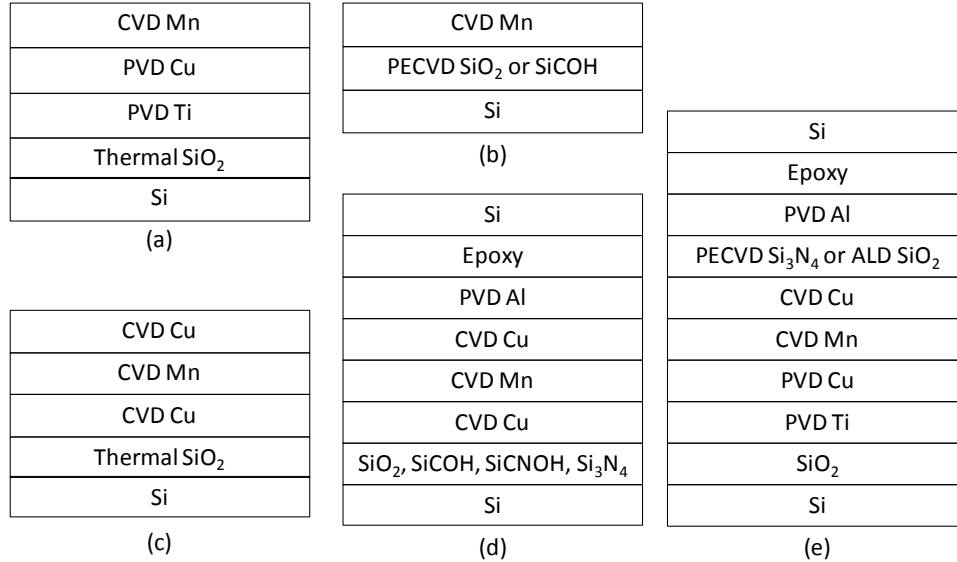 CVD Mn
PVD Cu
PVD Ti
Thermal SiO₂
Si
(a)
CVD Mn
PECVD SiO₂ or SiCOH
Si
(b)
CVD Cu
CVD Mn
CVD Cu
Thermal SiO₂
Si
(c)
Si
Epoxy
PVD Al
CVD Cu
CVD Mn
CVD Cu
SiO₂, SiCOH, SiCNOH, Si₃N₄
Si
(d)
Si
Epoxy
PVD Al
PECVD Si₃N₄ or ALD SiO₂
CVD Cu
CVD Mn
PVD Cu
PVD Ti
SiO₂
Si
(e)